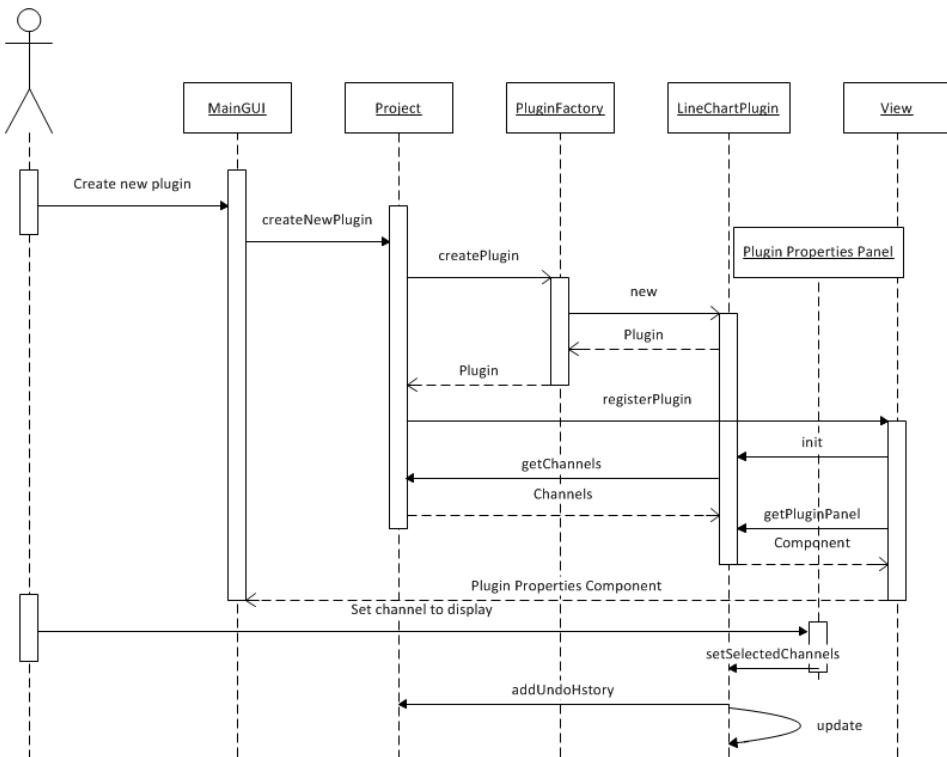 MainGUI
Project
PluginFactory
LineChartPlugin
View
Create new plugin
createNewPlugin
Plugin Properties Panel
createPlugin
new
Plugin
Plugin
registerPlugin
init
getChannels
Channels
getPluginPanel
Component
Plugin Properties Component
Set channel to display
setSelectedChannels
addUndoHstory
update